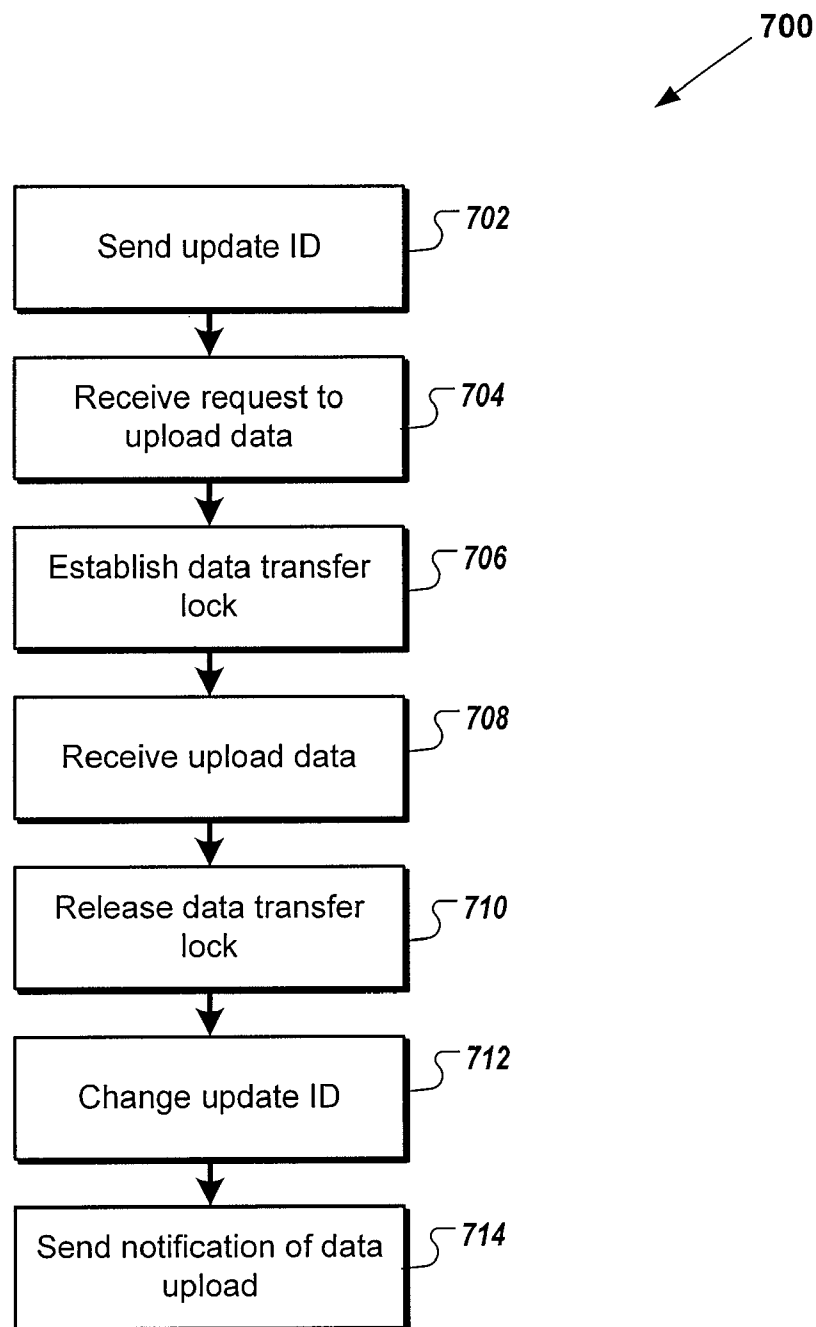 700
Send update ID
702
Receive request to
upload data
704
Establish data transfer
lock
706
Receive upload data
708
Release data transfer
lock
710
Change update ID
712
Send notification of data
upload
714